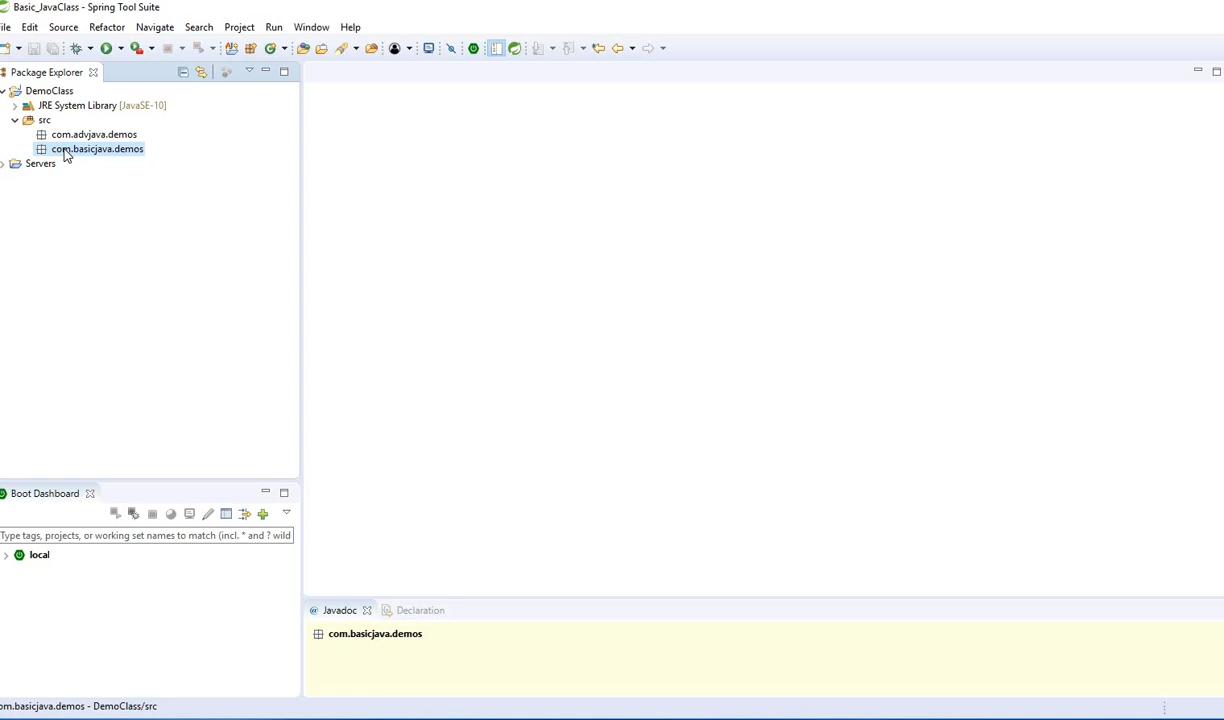 Basic_JavaClass - Spring Tool Suite
ile Edit Source Refactor Navigate Search Project Run Window Help
Package Explorer
DemoClass
JRE System Library [JavaSE-10]
src
com.advjava.demos
com.basicjava.demos
Servers
Boot Dashboard
Type tags, projects, or working set names to match (incl. * and ? wild
local
@ Javadoc Declaration
com.basicjava.demos
om.basicjava.demos - DemoClass/src